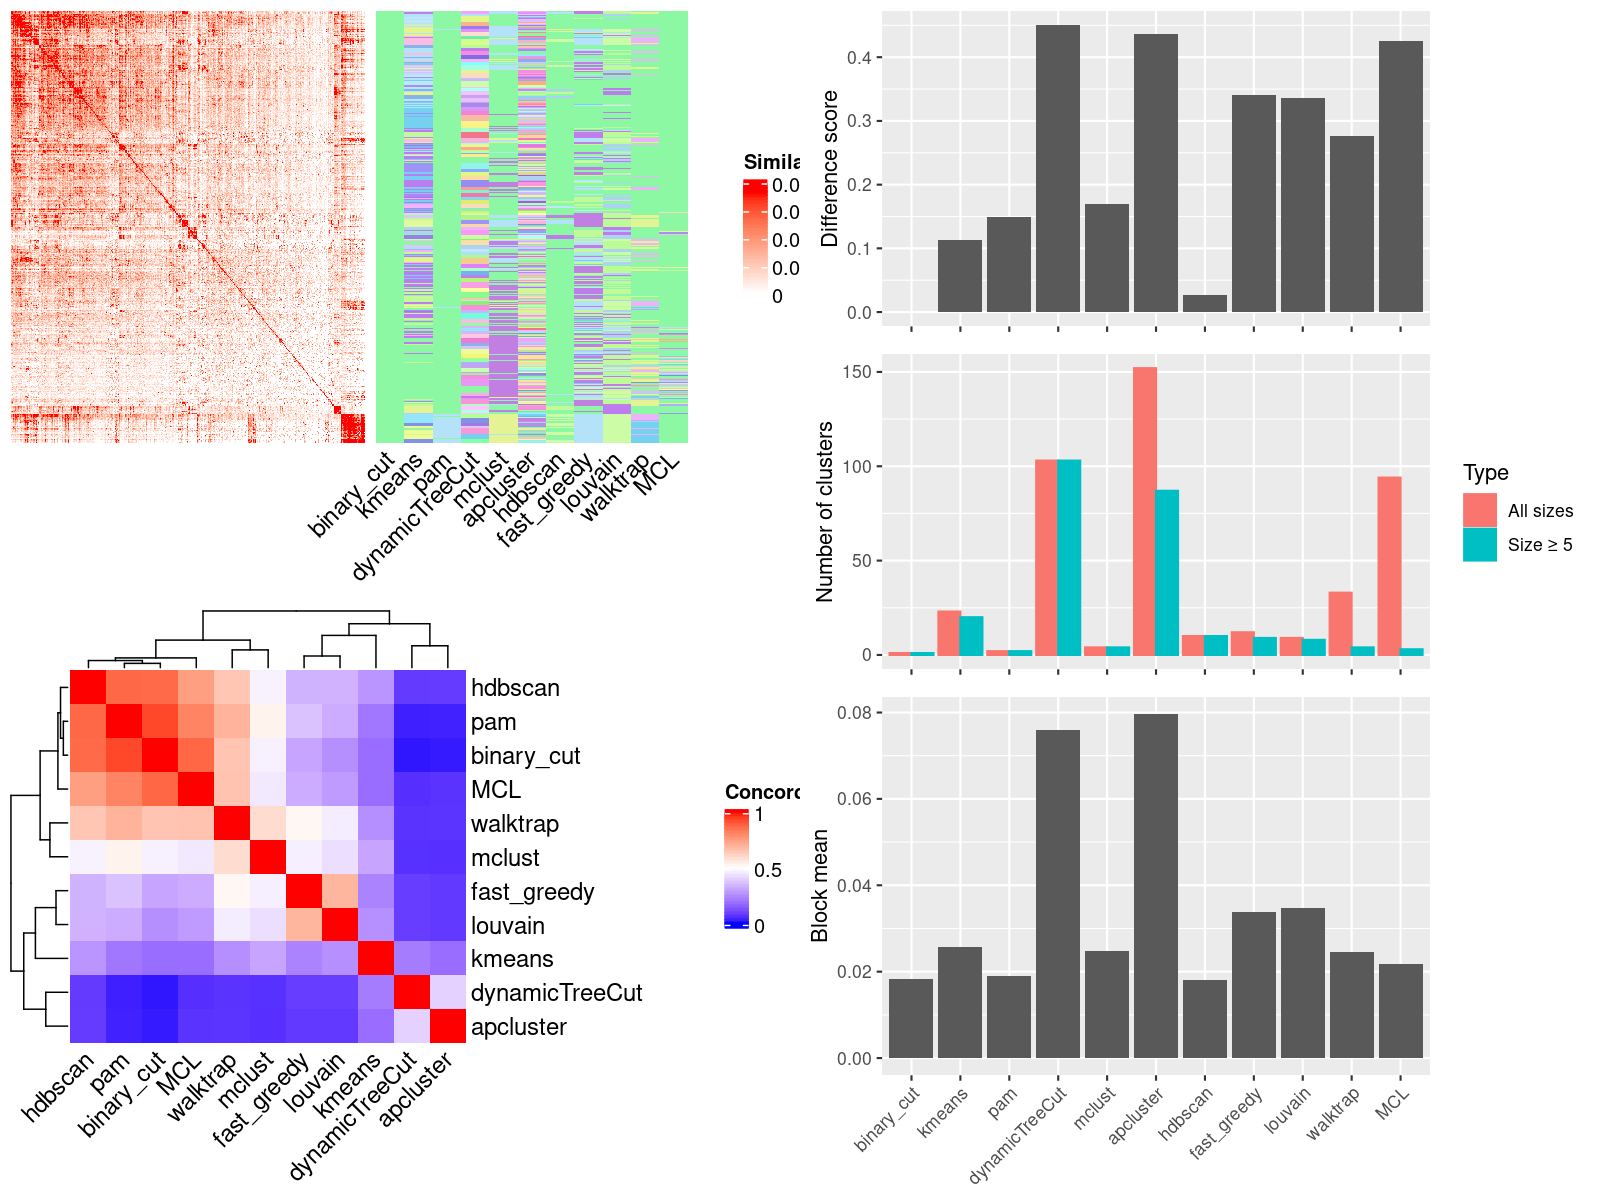 Simila
0.0
0.0
0.0
0.0
0
binary_cut
kmeans
pam
dynamicTreeCut
mclust
apcluster
hdbscan
fast_greedy
louvain
walktrap
MCL
hdbscan
pam
binary_cut
MCL
walktrap
mclust
fast_greedy
louvain
kmeans
dynamicTreeCut
apcluster
hdbscan
pam
binary_cut
MCL
walktrap
mclust
fast_greedy
louvain
kmeans
dynamicTreeCut
apcluster
Concord
1
0.5
0
Difference score
0.4
0.3
0.2
0.1
0.0
Number of clusters
150
100
50
0
Type
All sizes
Size ≥ 5
Block mean
0.08
0.06
0.04
0.02
0.00
binary_cut
kmeans
pam
dynamicTreeCut
mclust
apcluster
hdbscan
fast_greedy
louvain
walktrap
MCL